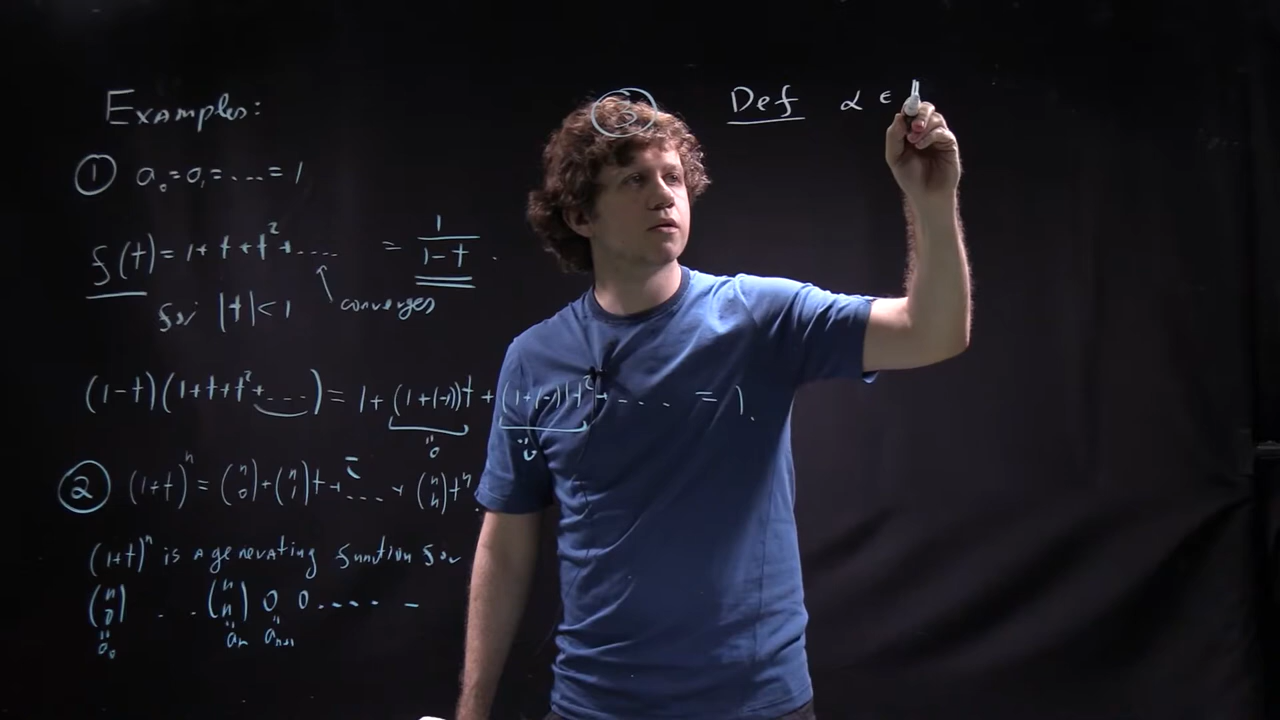 Examples:
① a₀ = a₁ = .... = 1
f(t) = 1 + t + t² + ..... = 1/(1-t) .
for |t| < 1 converges
(1-t)(1+t+t²+....) = 1 + (1+(-1))t + (1+(-1))t² + .... = 1.
0 0
② (1+t)ⁿ = (n 0) + (n 1)t + .... + (n n)tⁿ.
(1+t)ⁿ is a generating function for
(n 0) ... (n n) 0 0 ..... -
a₀ aₙ aₙ₊₁
③ Def α ∈